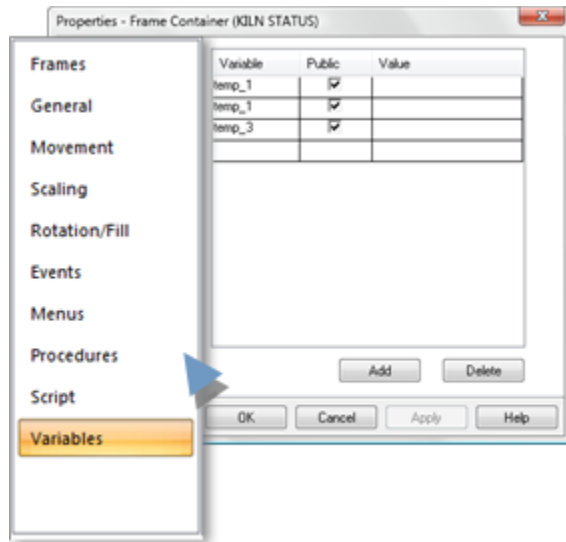 Properties - Frame Container (KILN STATUS)
Frames
General
Movement
Scaling
Rotation/Fill
Events
Menus
Procedures
Script
Variables
Variable Public Value
temp_1
temp_1
temp_3
Add Delete
OK Cancel Apply Help